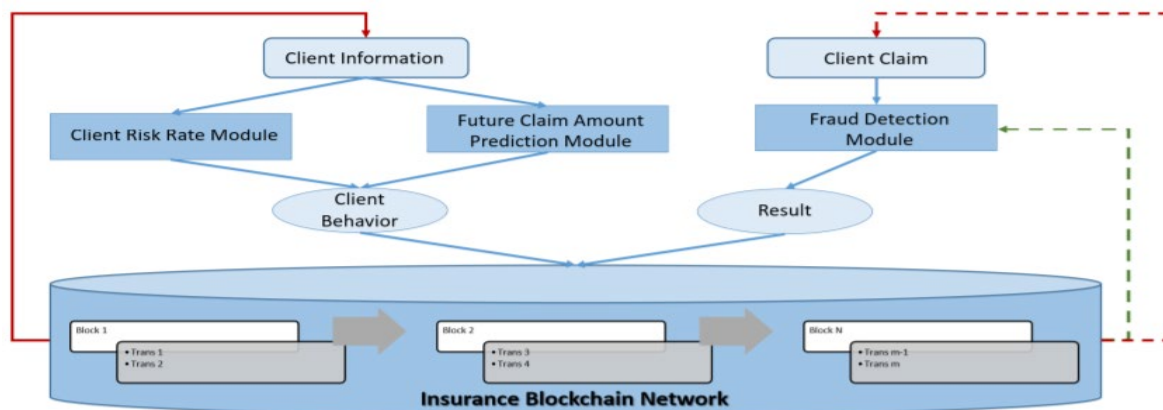 Client Information
Client Claim
Client Risk Rate Module
Future Claim Amount
Prediction Module
Fraud Detection
Module
Client
Behavior
Result
Block 1
• Trans 1
• Trans 2
Block 2
• Trans 3
• Trans 4
Block N
• Trans m-1
• Trans m
Insurance Blockchain Network